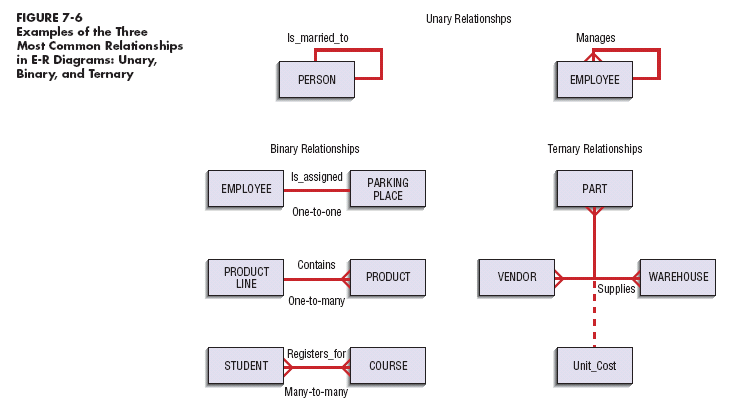 FIGURE 7-6
Examples of the Three
Most Common Relationships
in E-R Diagrams: Unary,
Binary, and Ternary
Unary Relationshps
Is_married_to
Manages
PERSON
EMPLOYEE
Binary Relationships
Ternary Relationships
EMPLOYEE
Is_assigned
PARKING
PLACE
One-to-one
PART
PRODUCT
LINE
Contains
PRODUCT
One-to-many
VENDOR
WAREHOUSE
Supplies
STUDENT
Registers_for
COURSE
Many-to-many
Unit_Cost